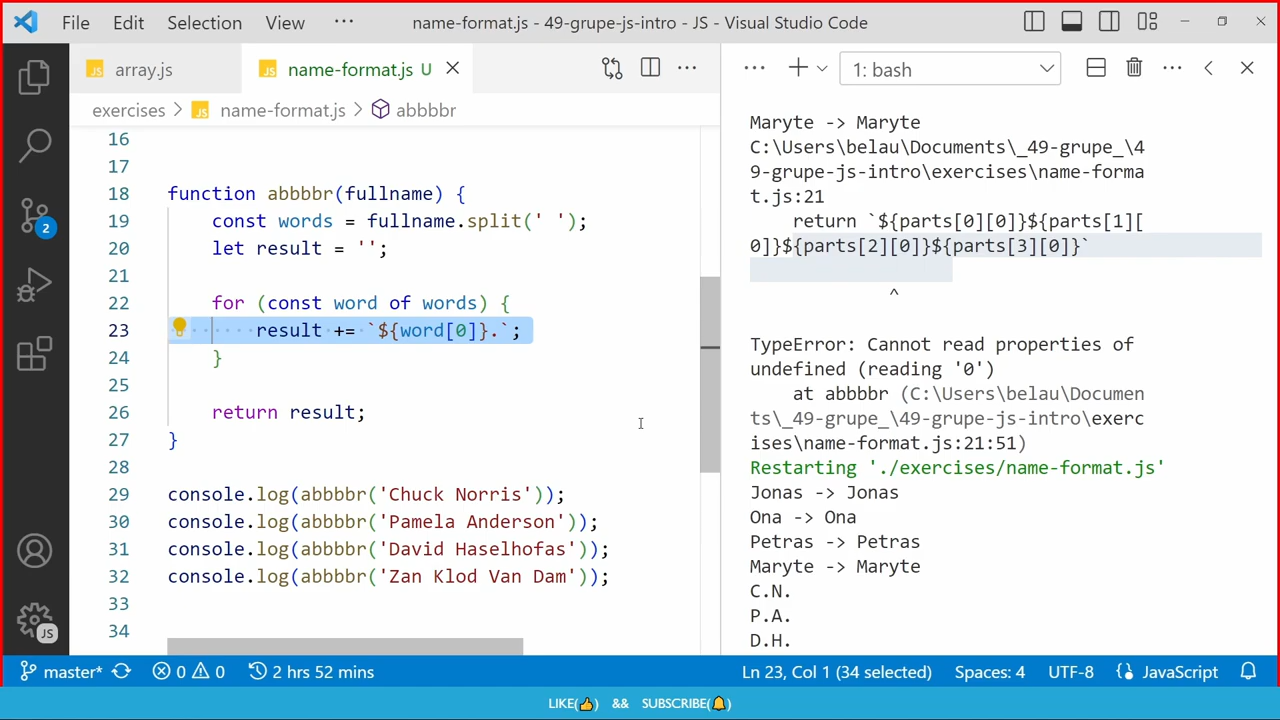 File Edit Selection View ··· name-format.js - 49-grupe-js-intro - JS - Visual Studio Code
JS array.js JS name-format.js U
exercises > JS name-format.js > abbbbr
16
17
18 function abbbbr(fullname) {
19 const words = fullname.split(' ');
20 let result = '';
21
22 for (const word of words) {
23 result += `${word[0]}.`;
24 }
25
26 return result;
27 }
28
29 console.log(abbbbr('Chuck Norris'));
30 console.log(abbbbr('Pamela Anderson'));
31 console.log(abbbbr('David Haselhofas'));
32 console.log(abbbbr('Zan Klod Van Dam'));
33
34
2
JS
··· 1: bash ···
Maryte -> Maryte
C:\Users\belau\Documents\_49-grupe_\4
9-grupe-js-intro\exercises\name-forma
t.js:21
return `${parts[0][0]}${parts[1][
0]}${parts[2][0]}${parts[3][0]}`
^
TypeError: Cannot read properties of
undefined (reading '0')
at abbbbr (C:\Users\belau\Documen
ts\_49-grupe_\49-grupe-js-intro\exerc
ises\name-format.js:21:51)
Restarting './exercises/name-format.js'
Jonas -> Jonas
Ona -> Ona
Petras -> Petras
Maryte -> Maryte
C.N.
P.A.
D.H.
master* 0 0 2 hrs 52 mins Ln 23, Col 1 (34 selected) Spaces: 4 UTF-8 {} JavaScript
LIKE(👍) && SUBSCRIBE(🔔)